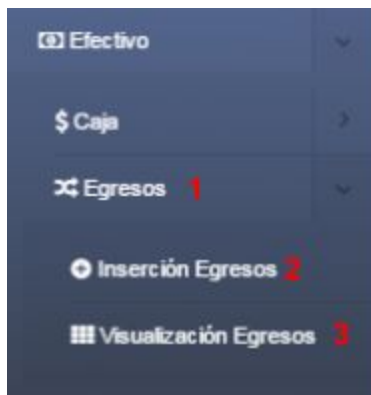 Efectivo
$ Caja
Egresos 1
Inserción Egresos 2
Visualización Egresos 3